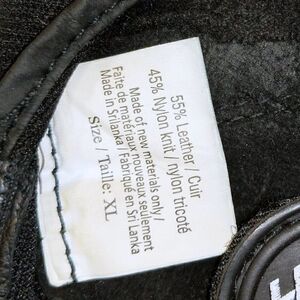 55% Leather / Cuir
45% Nylon knit / nylon tricoté
Made of new materials only /
Faite de matériaux nouveaux seulement
Made in Srilanka / Fabriqué en Sri Lanka
Size / Taille: XL